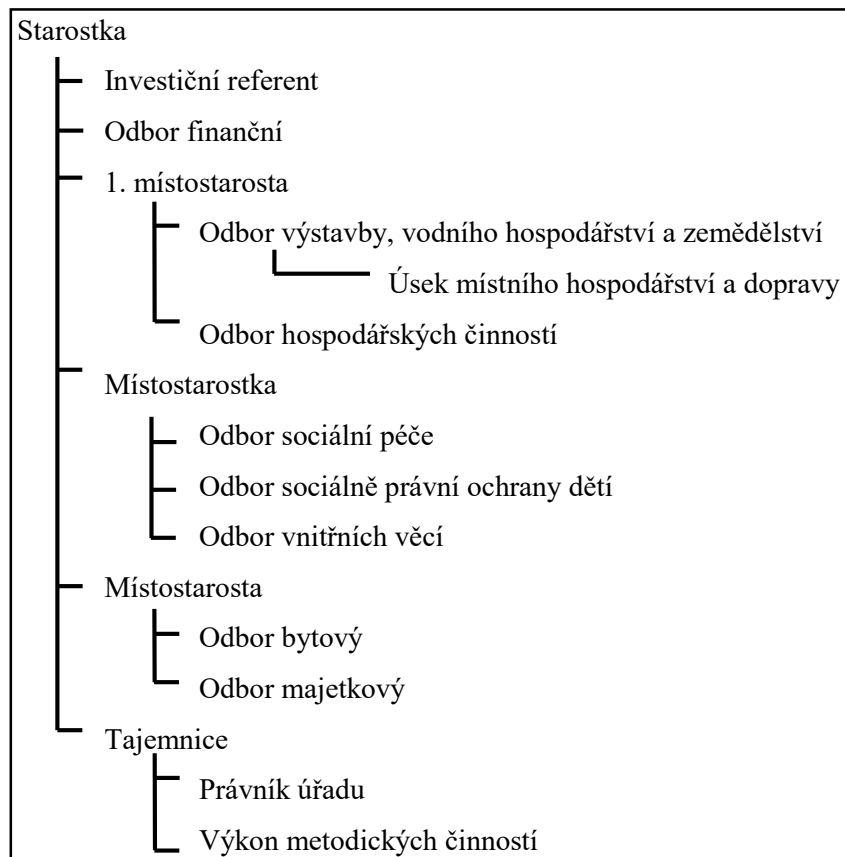 Starostka
Investiční referent
Odbor finanční
1. místostarosta
Odbor výstavby, vodního hospodářství a zemědělství
Úsek místního hospodářství a dopravy
Odbor hospodářských činností
Místostarostka
Odbor sociální péče
Odbor sociálně právní ochrany dětí
Odbor vnitřních věcí
Místostarosta
Odbor bytový
Odbor majetkový
Tajemnice
Právník úřadu
Výkon metodických činností